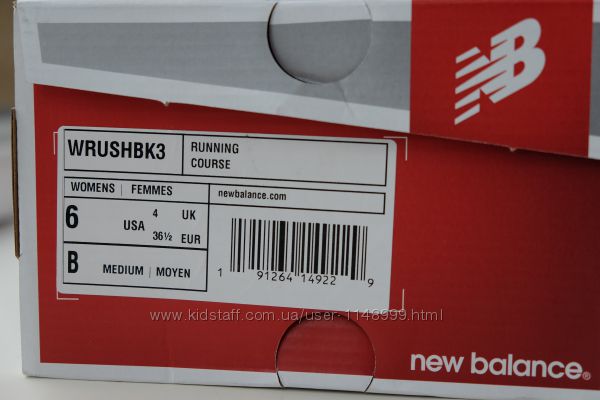 NB
WRUSHBK3
RUNNING
COURSE
WOMENS | FEMMES
newbalance.com
6
USA
4 UK
36½ EUR
B
MEDIUM | MOYEN
1 91264 14922 9
www.kidstaff.com.ua/user-1148999.html
new balance®